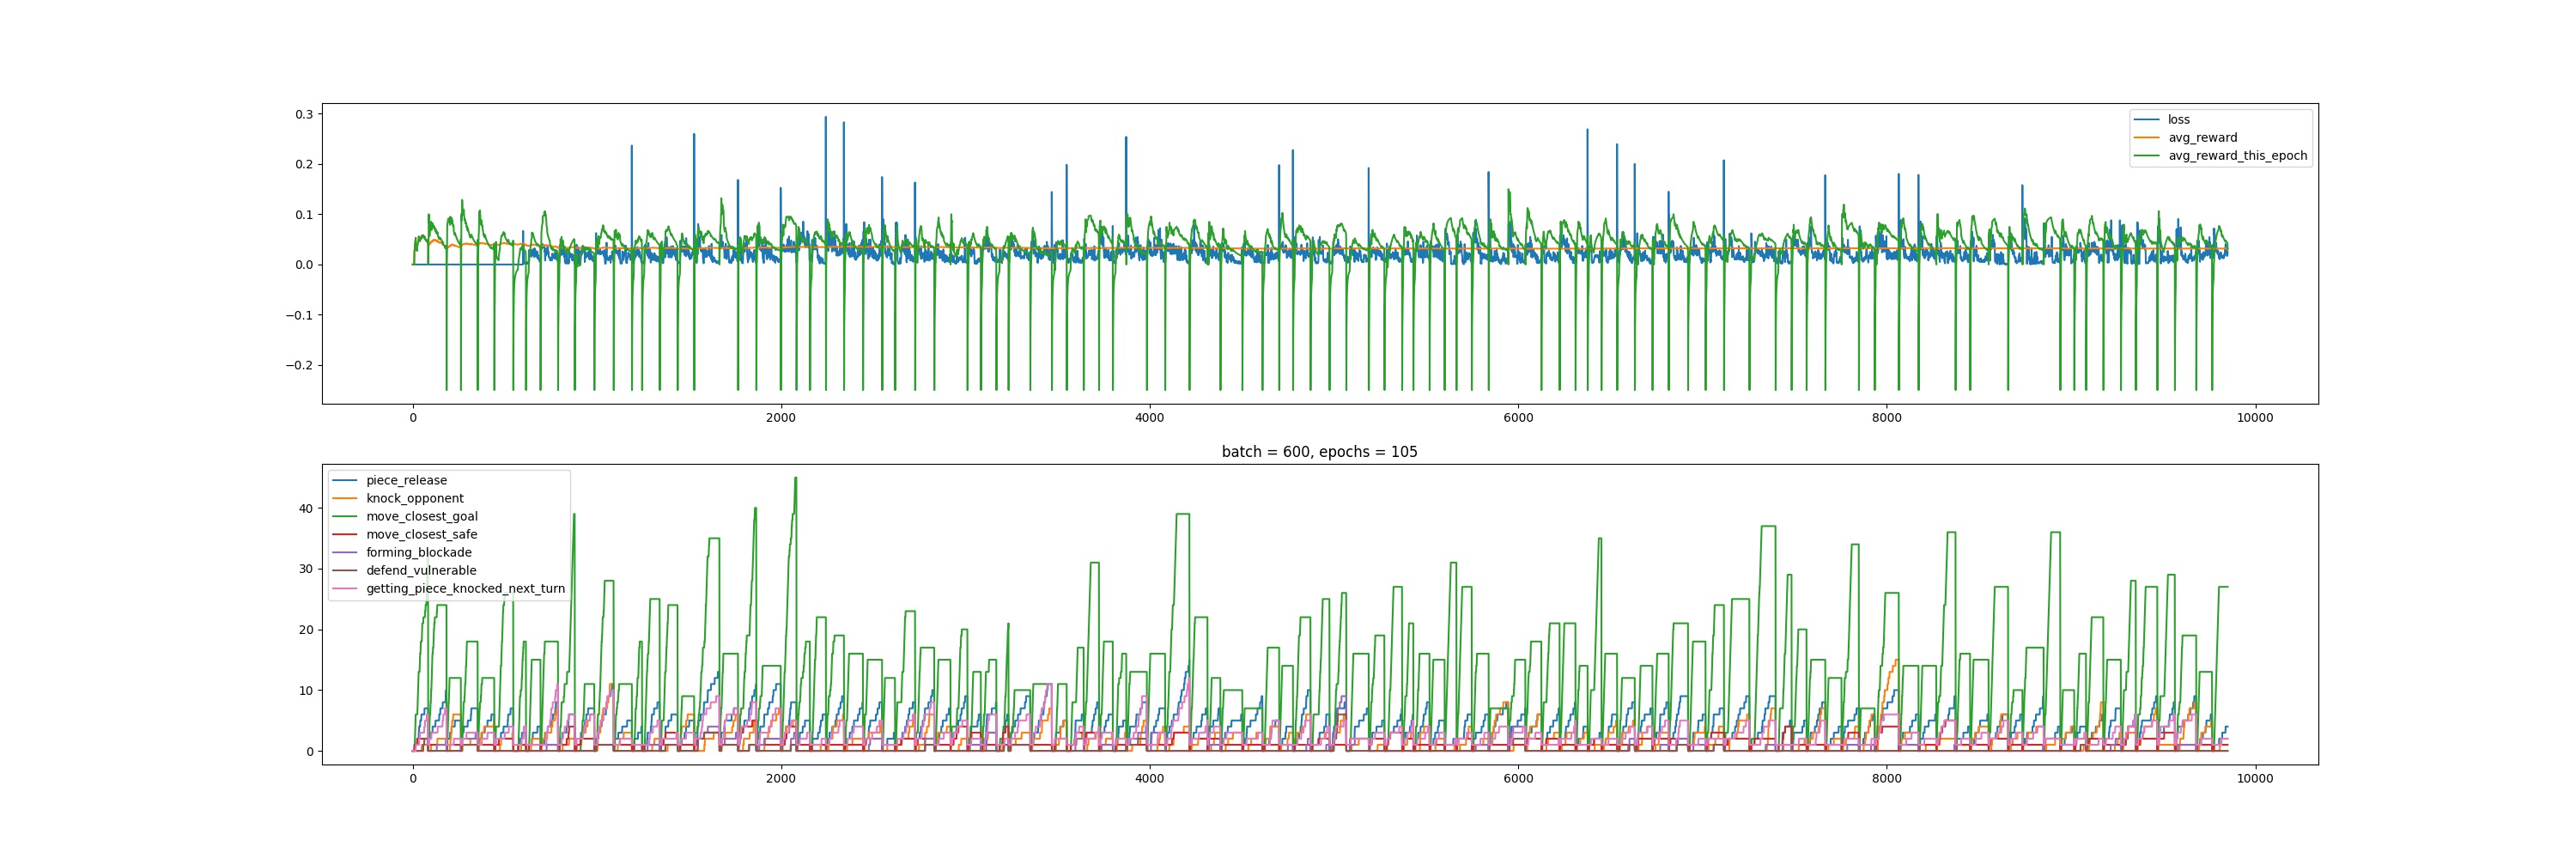 0.3
0.2
0.1
0.0
−0.1
−0.2
loss
avg_reward
avg_reward_this_epoch
0 2000 4000 6000 8000 10000
batch = 600, epochs = 105
40
30
20
10
0
piece_release
knock_opponent
move_closest_goal
move_closest_safe
forming_blockade
defend_vulnerable
getting_piece_knocked_next_turn
0 2000 4000 6000 8000 10000